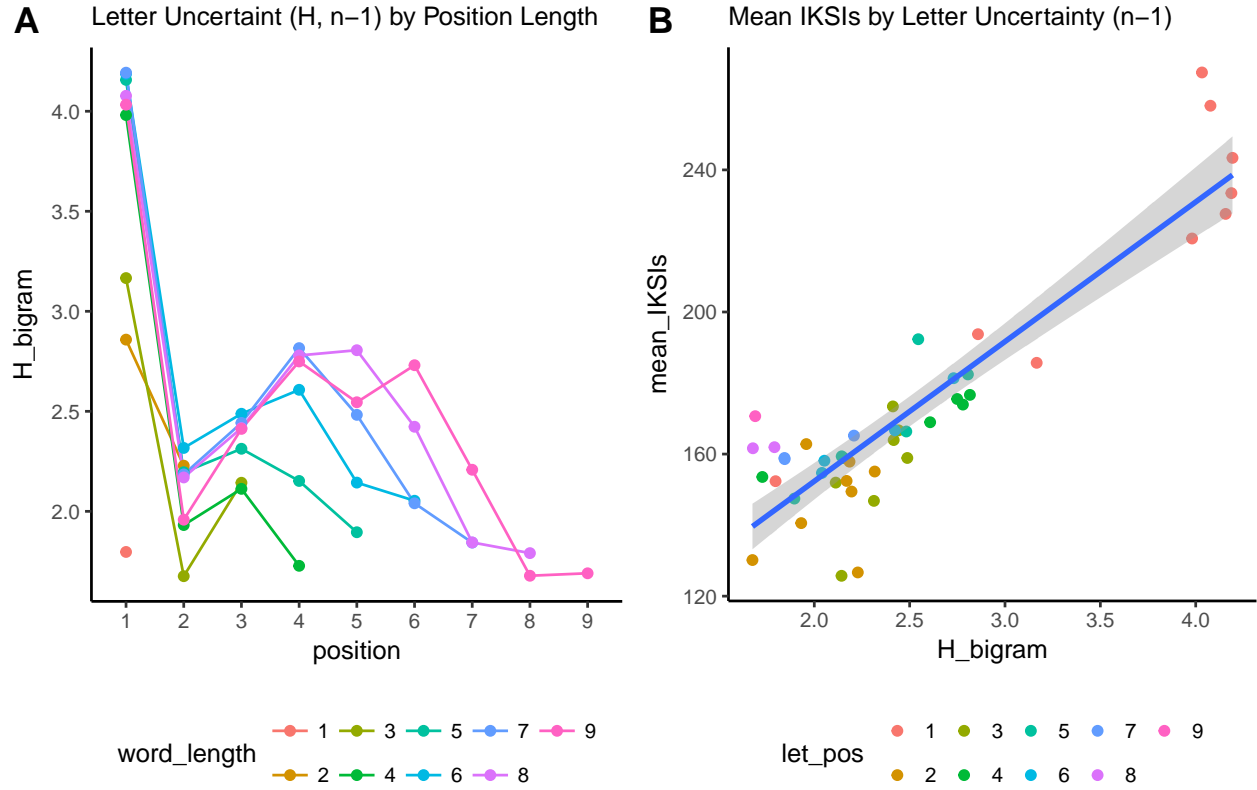 A Letter Uncertaint (H, n−1) by Position Length
4.0
3.5
3.0
2.5
2.0
H_bigram
1 2 3 4 5 6 7 8 9
position
word_length
1 3 5 7 9
2 4 6 8
B Mean IKSIs by Letter Uncertainty (n−1)
240
200
160
120
mean_IKSIs
2.0 2.5 3.0 3.5 4.0
H_bigram
let_pos
1 3 5 7 9
2 4 6 8